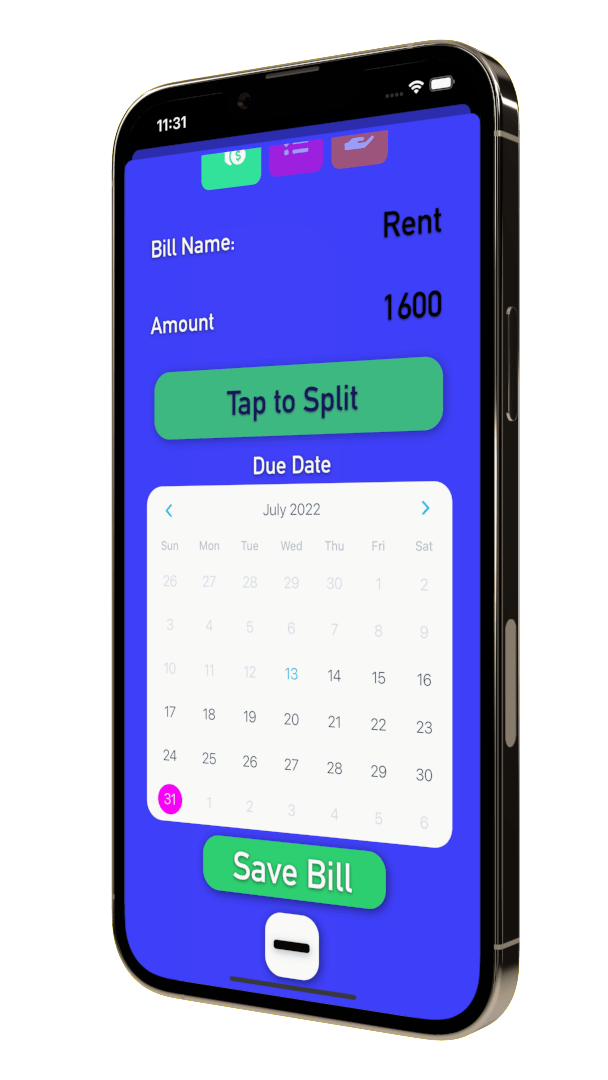 11:31
Bill Name: Rent
Amount 1600
Tap to Split
Due Date
July 2022
Sun Mon Tue Wed Thu Fri Sat
26 27 28 29 30 1 2
3 4 5 6 7 8 9
10 11 12 13 14 15 16
17 18 19 20 21 22 23
24 25 26 27 28 29 30
31 1 2 3 4 5 6
Save Bill